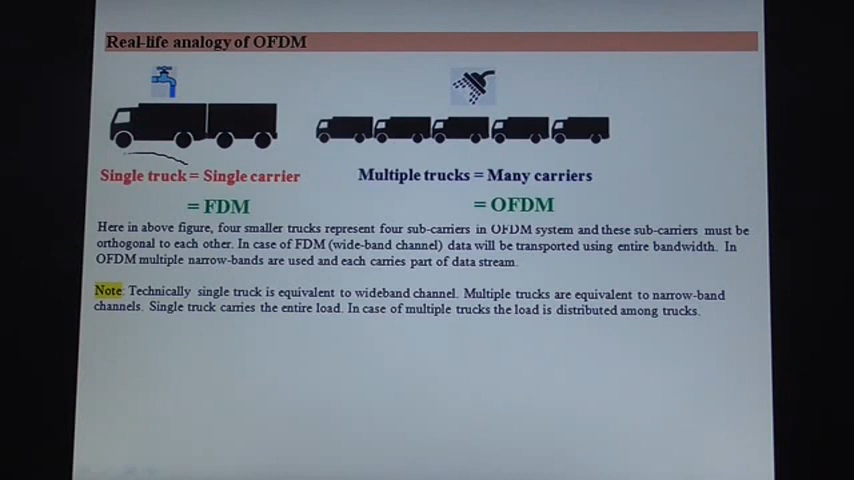 Real-life analogy of OFDM
Single truck = Single carrier
= FDM
Multiple trucks = Many carriers
= OFDM
Here in above figure, four smaller trucks represent four sub-carriers in OFDM system and these sub-carriers must be
orthogonal to each other. In case of FDM (wide-band channel) data will be transported using entire bandwidth. In
OFDM multiple narrow-bands are used and each carries part of data stream.
Note: Technically single truck is equivalent to wideband channel. Multiple trucks are equivalent to narrow-band
channels. Single truck carries the entire load. In case of multiple trucks the load is distributed among trucks.